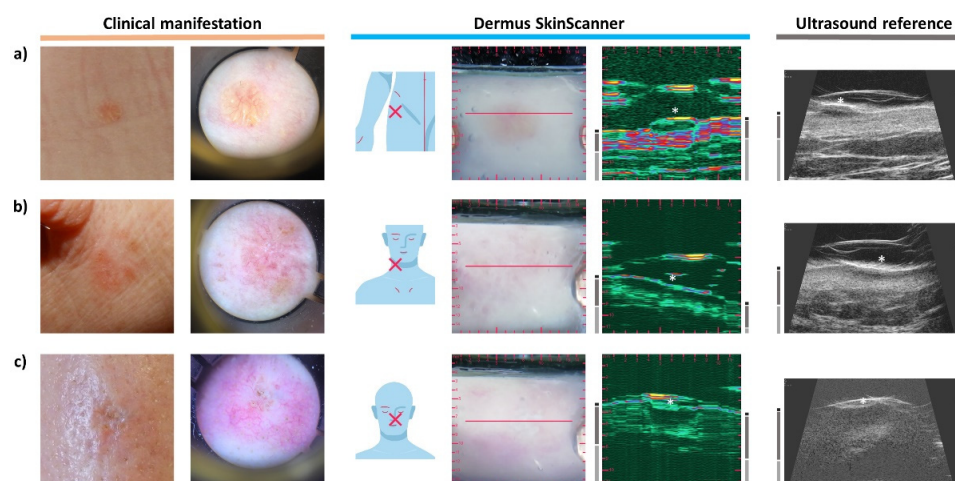 Clinical manifestation
Dermus SkinScanner
Ultrasound reference
a)
b)
c)